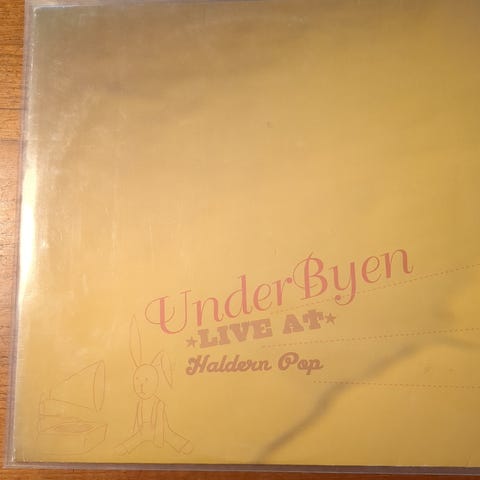 UnderByen
★LIVE AT★
Haldern Pop